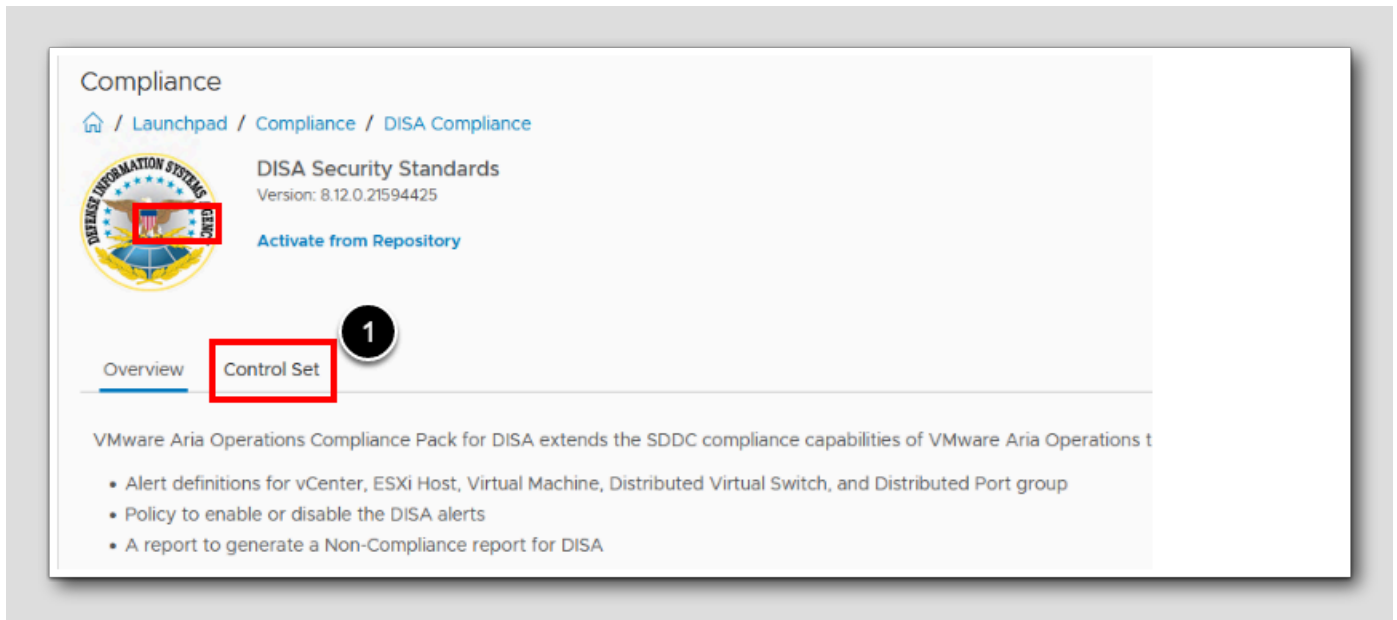 Compliance
/ Launchpad / Compliance / DISA Compliance
DEFENSE INFORMATION SYSTEMS AGENC
DISA Security Standards
Version: 8.12.0.21594425
Activate from Repository
1
Overview Control Set
VMware Aria Operations Compliance Pack for DISA extends the SDDC compliance capabilities of VMware Aria Operations t
• Alert definitions for vCenter, ESXi Host, Virtual Machine, Distributed Virtual Switch, and Distributed Port group
• Policy to enable or disable the DISA alerts
• A report to generate a Non-Compliance report for DISA